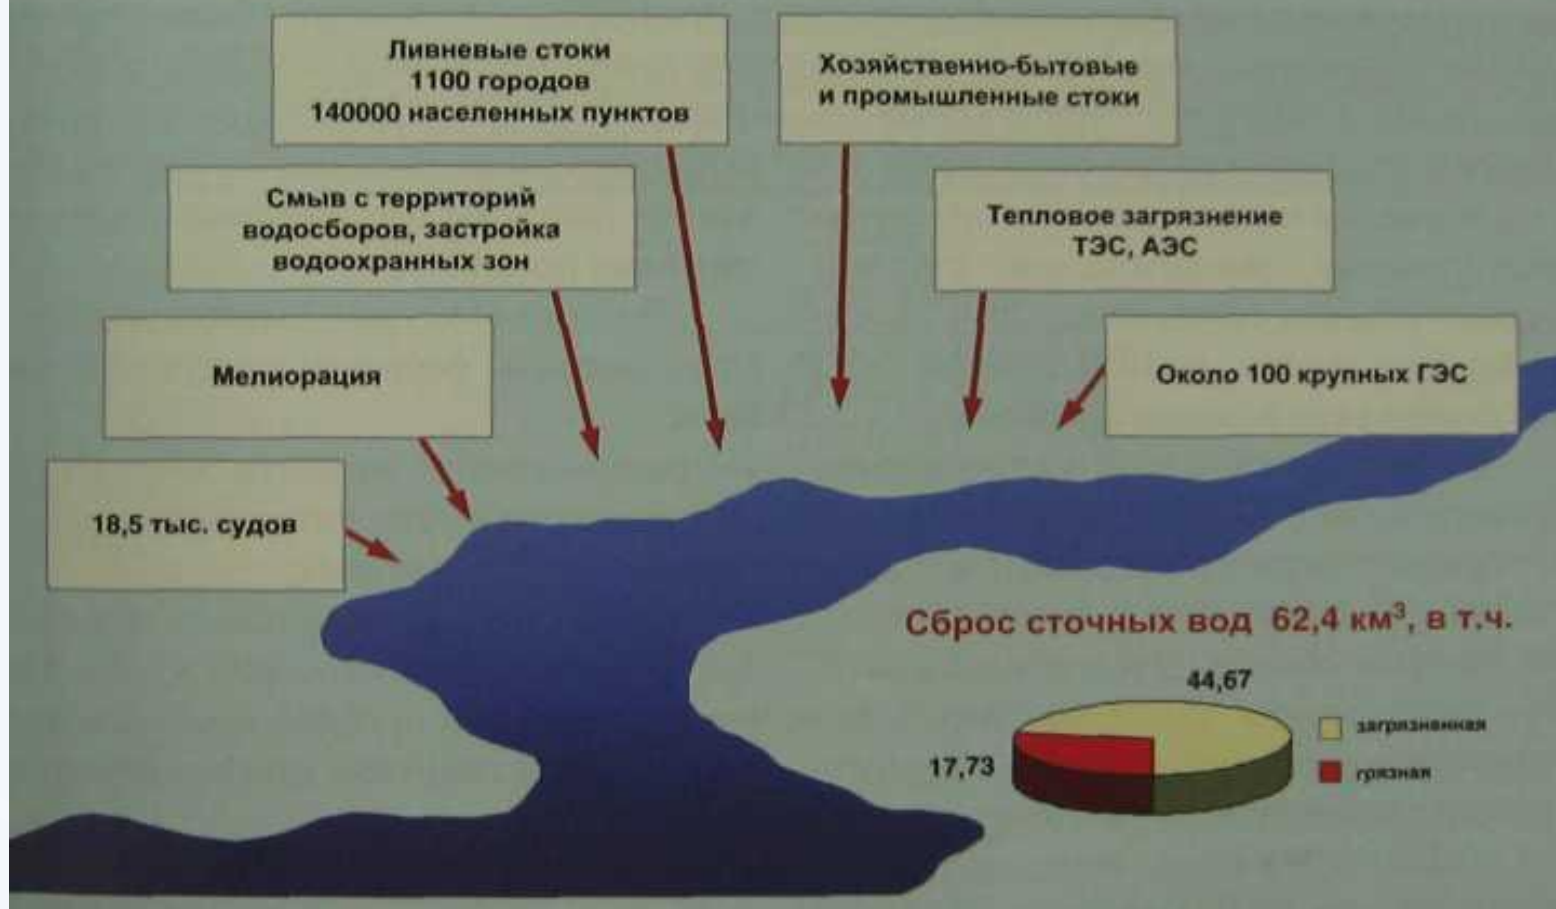 Ливневые стоки
1100 городов
140000 населенных пунктов
Хозяйственно-бытовые
и промышленные стоки
Смыв с территорий
водосборов, застройка
водоохранных зон
Тепловое загрязнение
ТЭС, АЭС
Мелиорация
Около 100 крупных ГЭС
18,5 тыс. судов
Сброс сточных вод 62,4 км³, в т.ч.
44,67
17,73
загрязненная
грязная